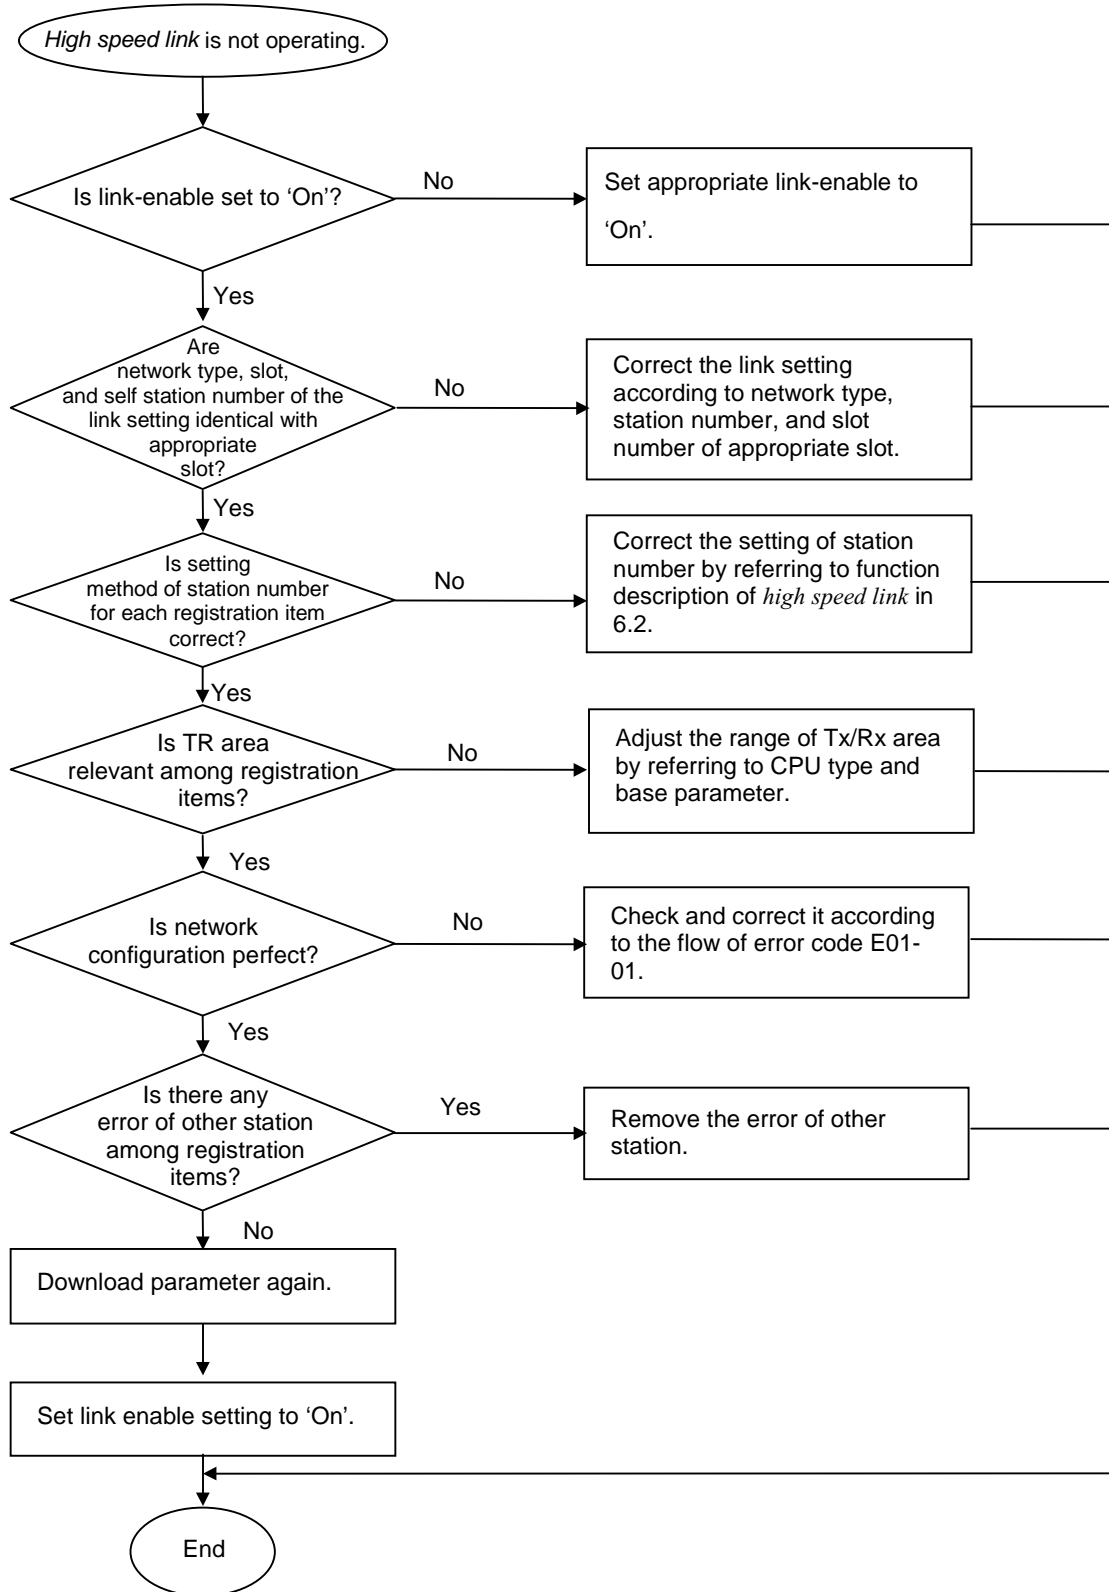 High speed link is not operating.
Is link-enable set to ‘On’?
No
Set appropriate link-enable to
‘On’.
Yes
Are
network type, slot,
and self station number of the
link setting identical with
appropriate
slot?
No
Correct the link setting
according to network type,
station number, and slot
number of appropriate slot.
Yes
Is setting
method of station number
for each registration item
correct?
No
Correct the setting of station
number by referring to function
description of high speed link in
6.2.
Yes
Is TR area
relevant among registration
items?
No
Adjust the range of Tx/Rx area
by referring to CPU type and
base parameter.
Yes
Is network
configuration perfect?
No
Check and correct it according
to the flow of error code E01-
01.
Yes
Is there any
error of other station
among registration
items?
Yes
Remove the error of other
station.
No
Download parameter again.
Set link enable setting to ‘On’.
End